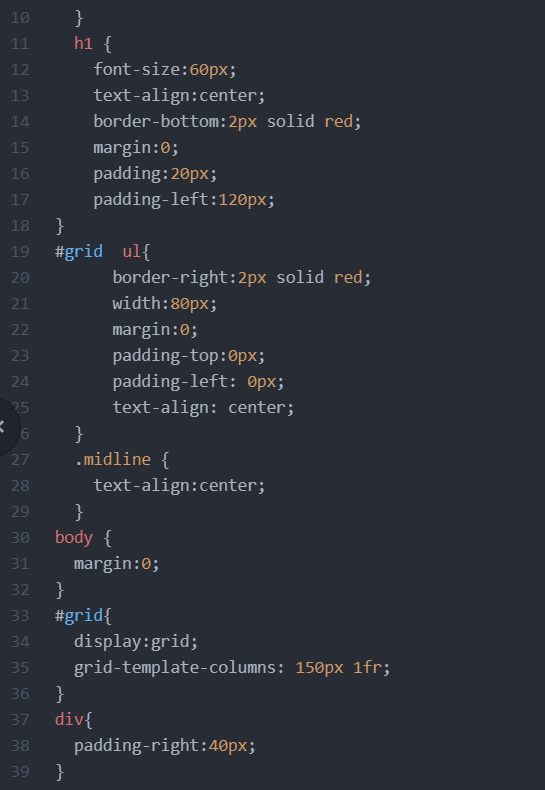 10 }
11 h1 {
12 font-size:60px;
13 text-align:center;
14 border-bottom:2px solid red;
15 margin:0;
16 padding:20px;
17 padding-left:120px;
18 }
19 #grid  ul{
20 border-right:2px solid red;
21 width:80px;
22 margin:0;
23 padding-top:0px;
24 padding-left: 0px;
25 text-align: center;
6 }
27 .midline {
28 text-align:center;
29 }
30 body {
31 margin:0;
32 }
33 #grid{
34 display:grid;
35 grid-template-columns: 150px 1fr;
36 }
37 div{
38 padding-right:40px;
39 }